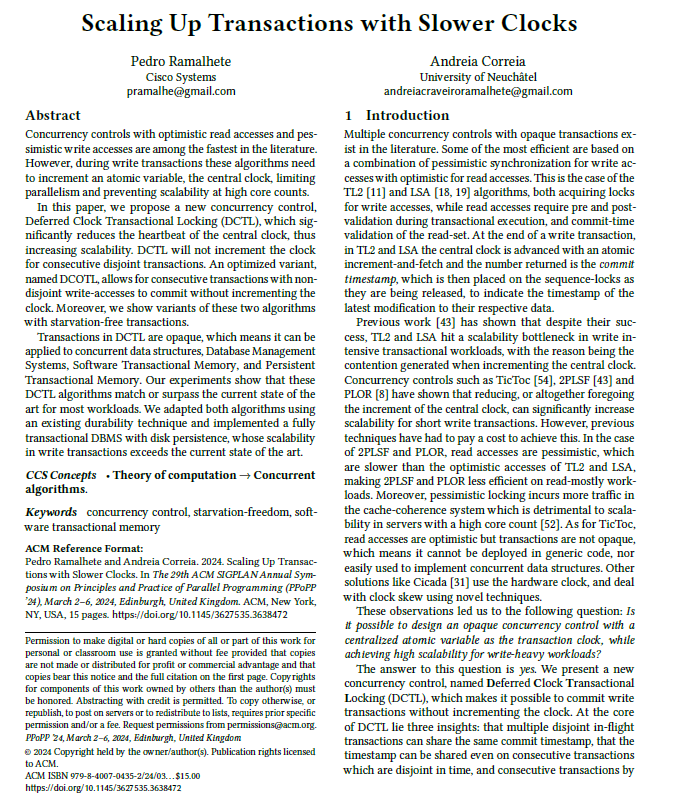 Scaling Up Transactions with Slower Clocks
Pedro Ramalhete
Cisco Systems
pramalhe@gmail.com
Andreia Correia
University of Neuchâtel
andreiacraveiroramalhete@gmail.com
Abstract
Concurrency controls with optimistic read accesses and pes-
simistic write accesses are among the fastest in the literature.
However, during write transactions these algorithms need
to increment an atomic variable, the central clock, limiting
parallelism and preventing scalability at high core counts.
In this paper, we propose a new concurrency control,
Deferred Clock Transactional Locking (DCTL), which sig-
nificantly reduces the heartbeat of the central clock, thus
increasing scalability. DCTL will not increment the clock
for consecutive disjoint transactions. An optimized variant,
named DCOTL, allows for consecutive transactions with non-
disjoint write-accesses to commit without incrementing the
clock. Moreover, we show variants of these two algorithms
with starvation-free transactions.
Transactions in DCTL are opaque, which means it can be
applied to concurrent data structures, Database Management
Systems, Software Transactional Memory, and Persistent
Transactional Memory. Our experiments show that these
DCTL algorithms match or surpass the current state of the
art for most workloads. We adapted both algorithms using
an existing durability technique and implemented a fully
transactional DBMS with disk persistence, whose scalability
in write transactions exceeds the current state of the art.
CCS Concepts • Theory of computation → Concurrent
algorithms.
Keywords concurrency control, starvation-freedom, soft-
ware transactional memory
ACM Reference Format:
Pedro Ramalhete and Andreia Correia. 2024. Scaling Up Transac-
tions with Slower Clocks. In The 29th ACM SIGPLAN Annual Sym-
posium on Principles and Practice of Parallel Programming (PPoPP
'24), March 2–6, 2024, Edinburgh, United Kingdom. ACM, New York,
NY, USA, 15 pages. https://doi.org/10.1145/3627535.3638472
Permission to make digital or hard copies of all or part of this work for
personal or classroom use is granted without fee provided that copies
are not made or distributed for profit or commercial advantage and that
copies bear this notice and the full citation on the first page. Copyrights
for components of this work owned by others than the author(s) must
be honored. Abstracting with credit is permitted. To copy otherwise, or
republish, to post on servers or to redistribute to lists, requires prior specific
permission and/or a fee. Request permissions from permissions@acm.org.
PPoPP '24, March 2–6, 2024, Edinburgh, United Kingdom
© 2024 Copyright held by the owner/author(s). Publication rights licensed
to ACM.
ACM ISBN 979-8-4007-0435-2/24/03...$15.00
https://doi.org/10.1145/3627535.3638472
1 Introduction
Multiple concurrency controls with opaque transactions ex-
ist in the literature. Some of the most efficient are based on
a combination of pessimistic synchronization for write ac-
cesses with optimistic for read accesses. This is the case of the
TL2 [11] and LSA [18, 19] algorithms, both acquiring locks
for write accesses, while read accesses require pre and post-
validation during transactional execution, and commit-time
validation of the read-set. At the end of a write transaction,
in TL2 and LSA the central clock is advanced with an atomic
increment-and-fetch and the number returned is the commit
timestamp, which is then placed on the sequence-locks as
they are being released, to indicate the timestamp of the
latest modification to their respective data.
Previous work [43] has shown that despite their suc-
cess, TL2 and LSA hit a scalability bottleneck in write in-
tensive transactional workloads, with the reason being the
contention generated when incrementing the central clock.
Concurrency controls such as TicToc [54], 2PLSF [43] and
PLOR [8] have shown that reducing, or altogether foregoing
the increment of the central clock, can significantly increase
scalability for short write transactions. However, previous
techniques have had to pay a cost to achieve this. In the case
of 2PLSF and PLOR, read accesses are pessimistic, which
are slower than the optimistic accesses of TL2 and LSA,
making 2PLSF and PLOR less efficient on read-mostly work-
loads. Moreover, pessimistic locking incurs more traffic in
the cache-coherence system which is detrimental to scala-
bility in servers with a high core count [52]. As for TicToc,
read accesses are optimistic but transactions are not opaque,
which means it cannot be deployed in generic code, nor
easily used to implement concurrent data structures. Other
solutions like Cicada [31] use the hardware clock, and deal
with clock skew using novel techniques.
These observations led us to the following question: Is
it possible to design an opaque concurrency control with a
centralized atomic variable as the transaction clock, while
achieving high scalability for write-heavy workloads?
The answer to this question is yes. We present a new
concurrency control, named Deferred Clock Transactional
Locking (DCTL), which makes it possible to commit write
transactions without incrementing the clock. At the core
of DCTL lie three insights: that multiple disjoint in-flight
transactions can share the same commit timestamp, that the
timestamp can be shared even on consecutive transactions
which are disjoint in time, and consecutive transactions by